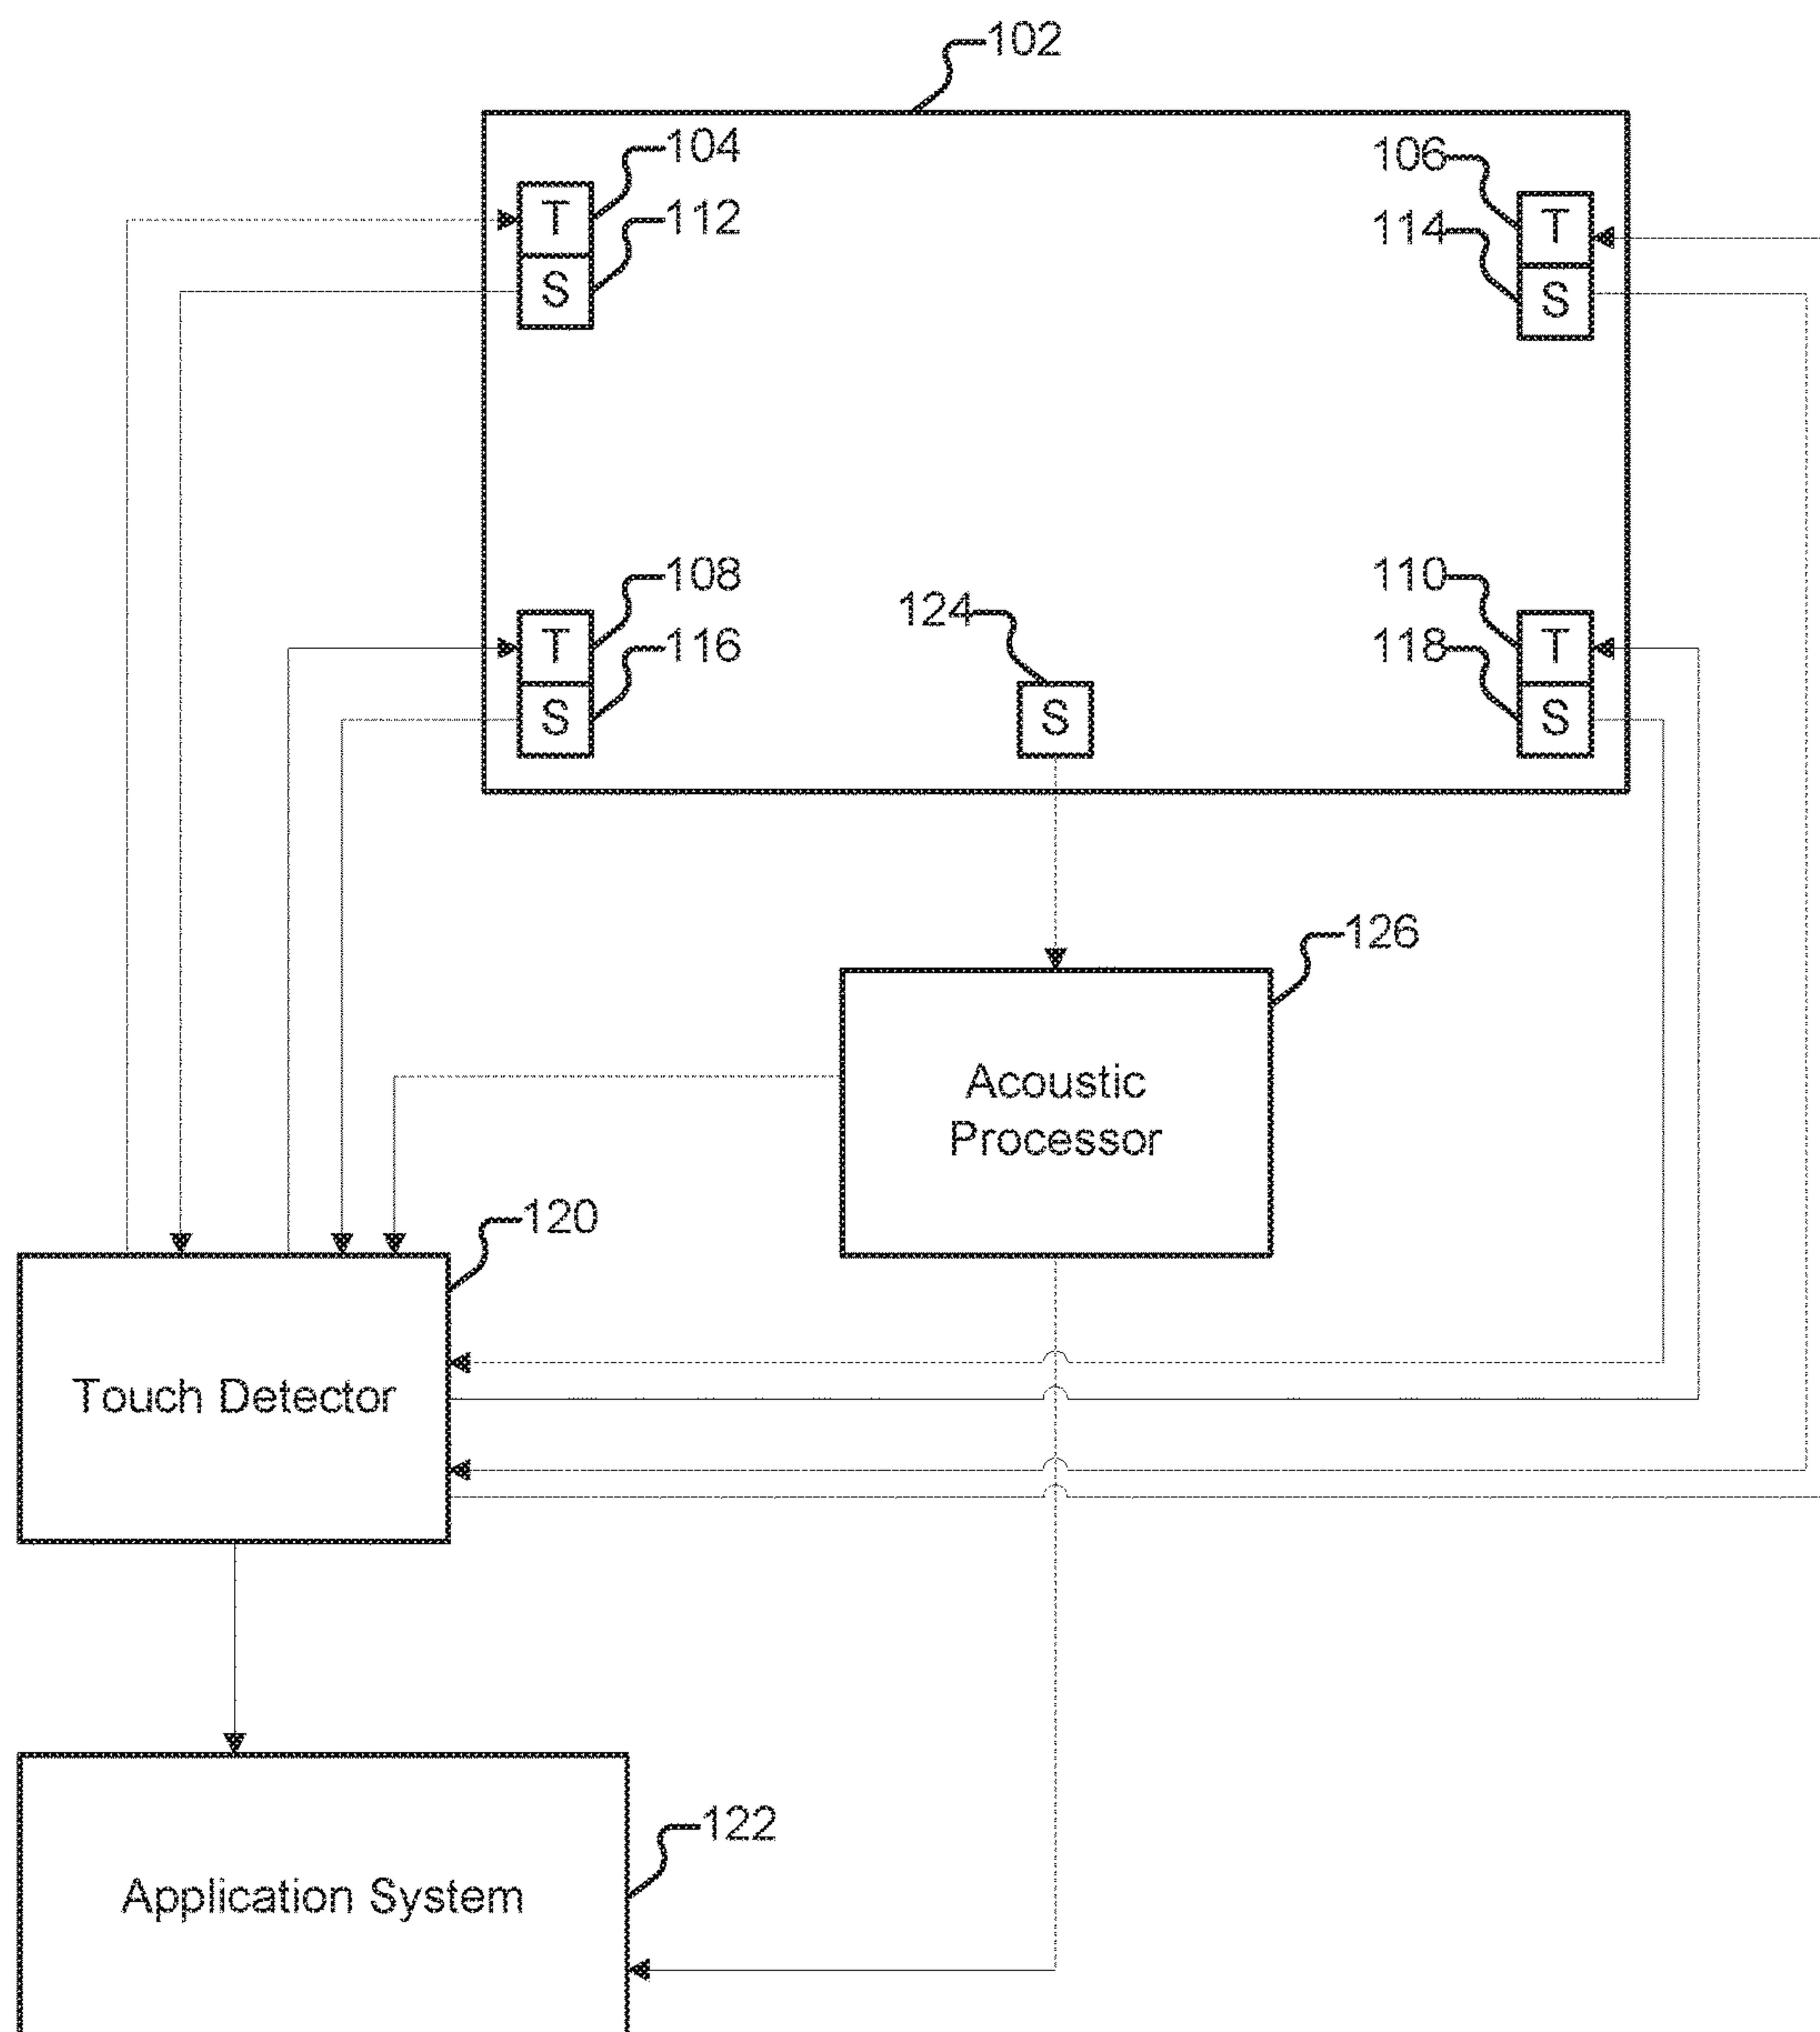 102
104
106
T
T
112
114
S
S
108
110
124
T
T
116
118
S
S
S
126
Acoustic
Processor
120
Touch Detector
122
Application System